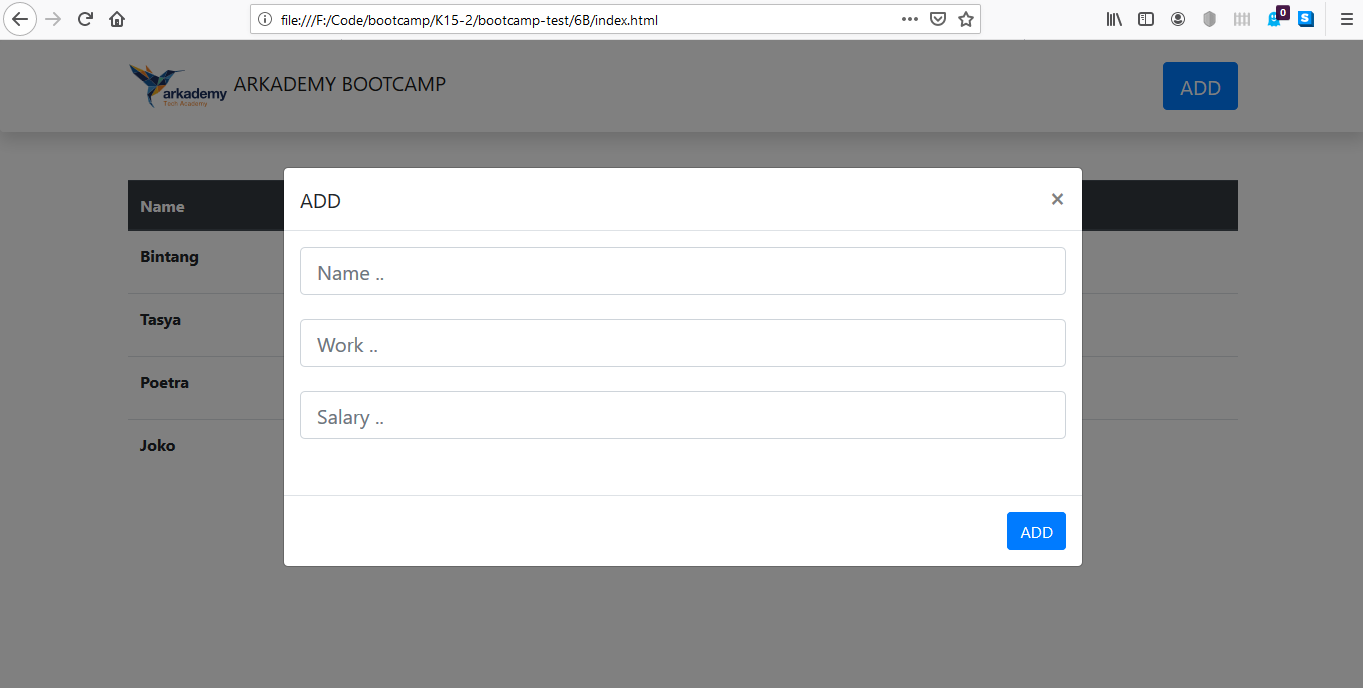 file:///F:/Code/bootcamp/K15-2/bootcamp-test/6B/index.html
0
S
arkademy
Tech Academy
ARKADEMY BOOTCAMP
ADD
ADD
×
Name
Name ..
Bintang
Work ..
Tasya
Poetra
Salary ..
Joko
ADD